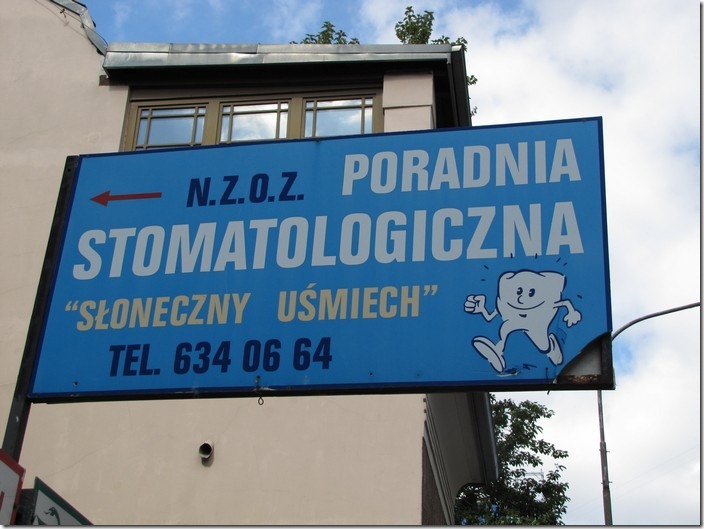 N.Z.O.Z. PORADNIA
STOMATOLOGICZNA
"SŁONECZNY UŚMIECH"
TEL. 634 06 64